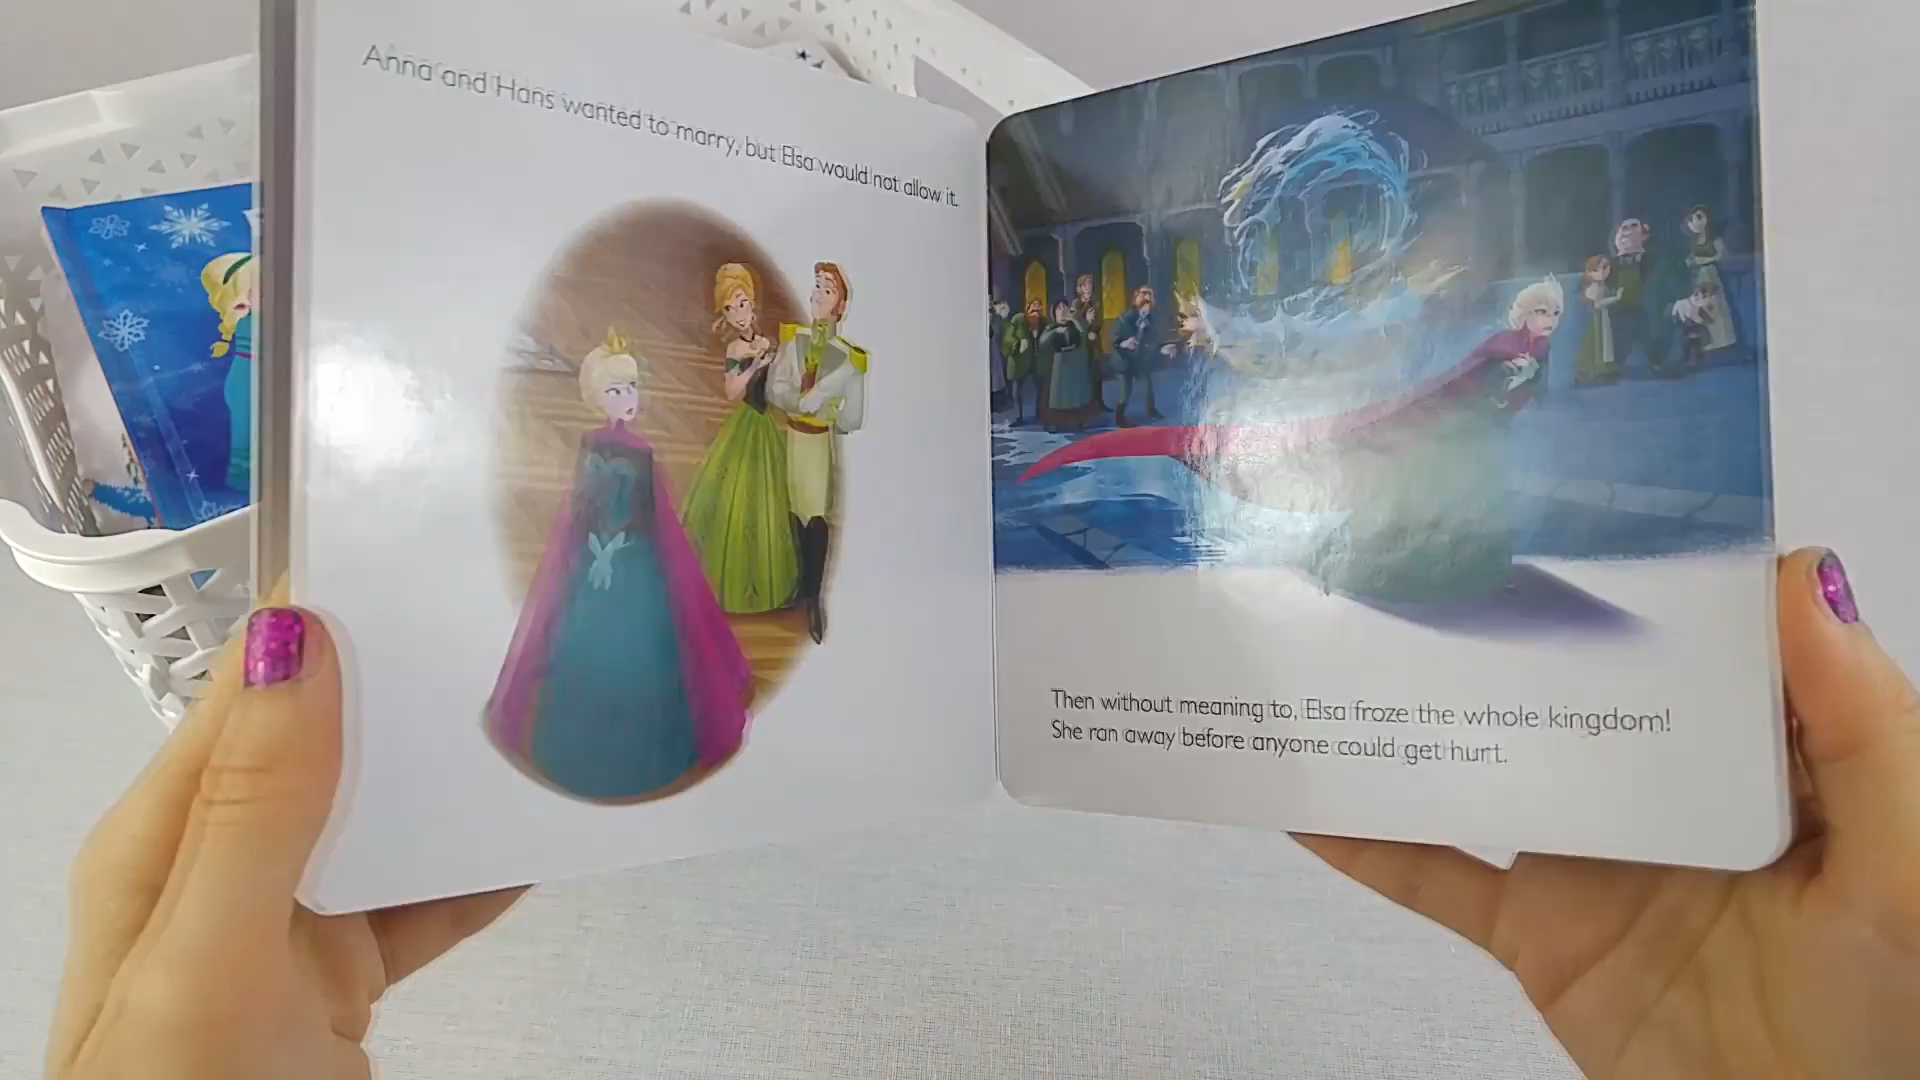 Anna and Hans wanted to marry, but Elsa would not allow it.
Then without meaning to, Elsa froze the whole kingdom!
She ran away before anyone could get hurt.